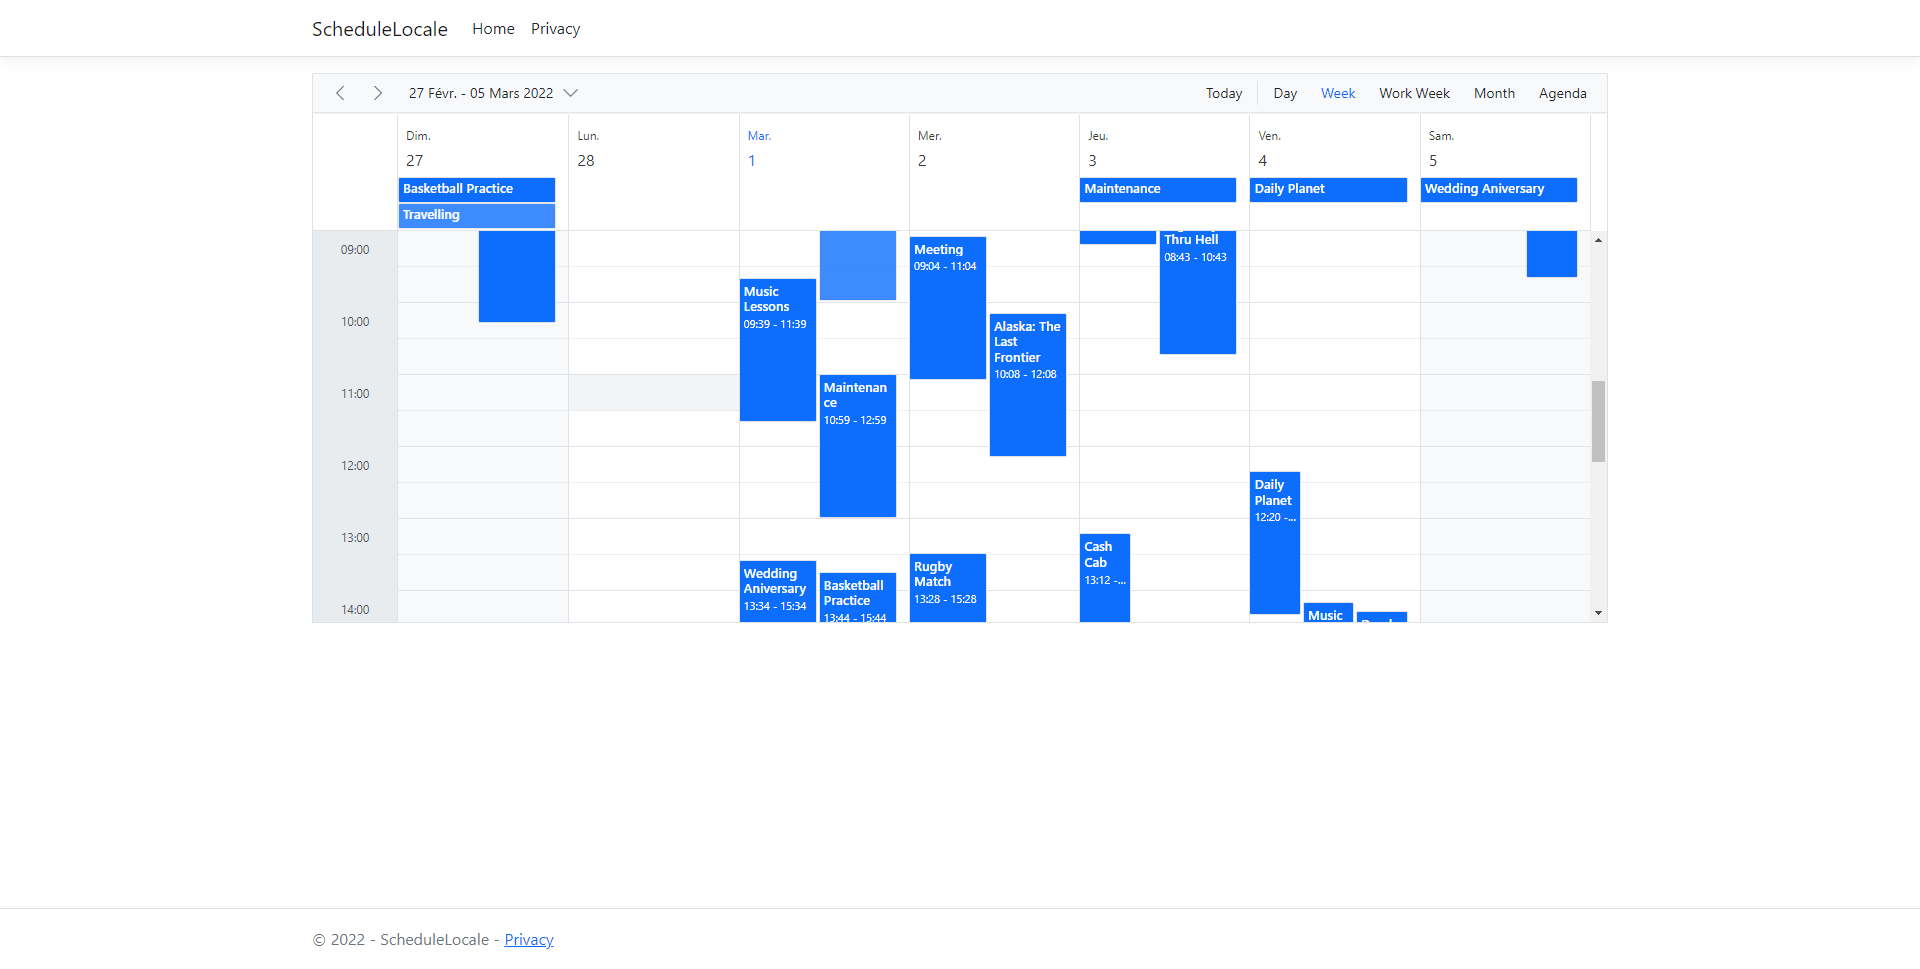 ScheduleLocale Home Privacy
27 Févr. - 05 Mars 2022 Today Day Week Work Week Month Agenda
Dim. Lun. Mar. Mer. Jeu. Ven. Sam.
27 28 1 2 3 4 5
Basketball Practice Maintenance Daily Planet Wedding Aniversary
Travelling
09:00
10:00
11:00
12:00
13:00
14:00
Music
Lessons
09:39 - 11:39
Maintenan
ce
10:59 - 12:59
Wedding
Aniversary
13:34 - 15:34
Basketball
Practice
13:44 - 15:44
Meeting
09:04 - 11:04
Alaska: The
Last
Frontier
10:08 - 12:08
Rugby
Match
13:28 - 15:28
Thru Hell
08:43 - 10:43
Cash
Cab
13:12 -...
Daily
Planet
12:20 -...
Music
© 2022 - ScheduleLocale - Privacy